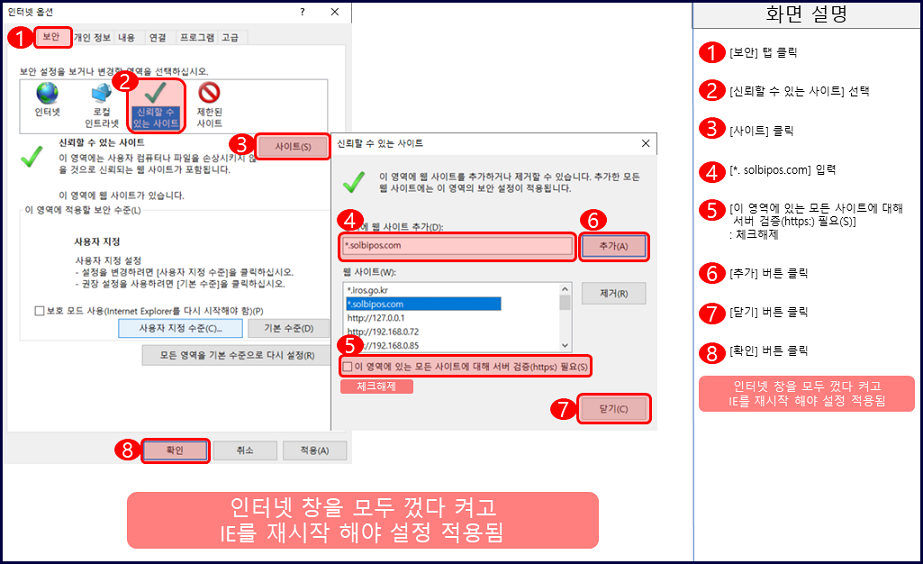 인터넷 옵션
? ×
1 보안 개인 정보 내용 연결 프로그램 고급
보안 설정을 보거나 변경할 영역을 선택하십시오.
2
인터넷
로컬
인트라넷
신뢰할 수
있는 사이트
제한된
사이트
신뢰할 수 있는 사이트
3 사이트(S)
이 영역에는 사용자 컴퓨터나 파일을 손상시키지 않
을 것으로 신뢰되는 웹 사이트가 포함됩니다.
이 영역에 웹 사이트가 있습니다.
이 영역에 적용할 보안 수준(L)
사용자 지정
사용자 지정 설정
- 설정을 변경하려면 [사용자 지정 수준]을 클릭하십시오.
- 권장 설정을 사용하려면 [기본 수준]을 클릭하십시오.
보호 모드 사용(Internet Explorer를 다시 시작해야 함)(P)
사용자 지정 수준(C)... 기본 수준(D)
모든 영역을 기본 수준으로 다시 설정(R)
8 확인 취소 적용(A)
신뢰할 수 있는 사이트 ×
이 영역에 웹 사이트를 추가하거나 제거할 수 있습니다. 추가한 모든
웹 사이트에는 이 영역의 보안 설정이 적용됩니다.
4 에 웹 사이트 추가(D): 6
*.solbipos.com 추가(A)
웹 사이트(W):
*.iros.go.kr 제거(R)
*.solbipos.com
http://127.0.0.1
http://192.168.0.72
://192.168.0.85
5
이 영역에 있는 모든 사이트에 대해 서버 검증(https:) 필요(S)
체크해제
7 닫기(C)
인터넷 창을 모두 껐다 켜고
IE를 재시작 해야 설정 적용됨
화면 설명
1 [보안] 탭 클릭
2 [신뢰할 수 있는 사이트] 선택
3 [사이트] 클릭
4 [*. solbipos.com] 입력
5 [이 영역에 있는 모든 사이트에 대해
서버 검증(https:) 필요(S)]
: 체크해제
6 [추가] 버튼 클릭
7 [닫기] 버튼 클릭
8 [확인] 버튼 클릭
인터넷 창을 모두 껐다 켜고
IE를 재시작 해야 설정 적용됨